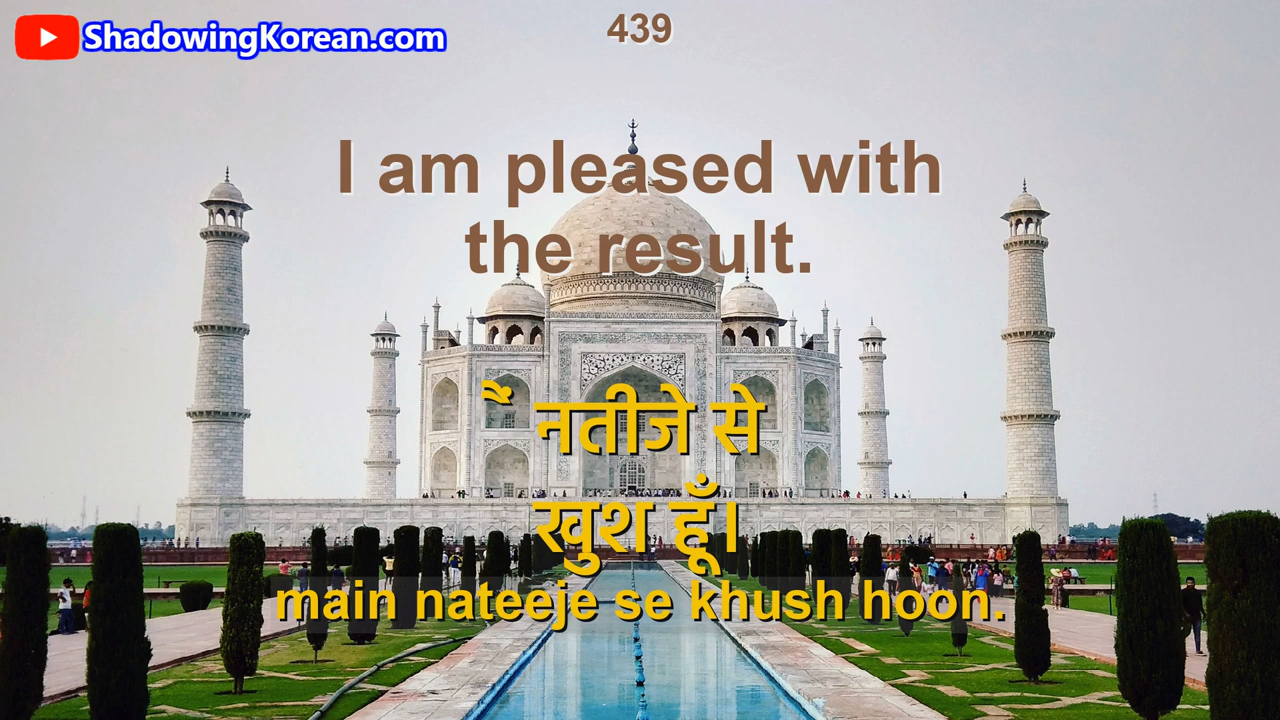 ShadowingKorean.com
439
I am pleased with
the result.
नतीजे से
खुश हूँ।
main nateeje se khush hoon.